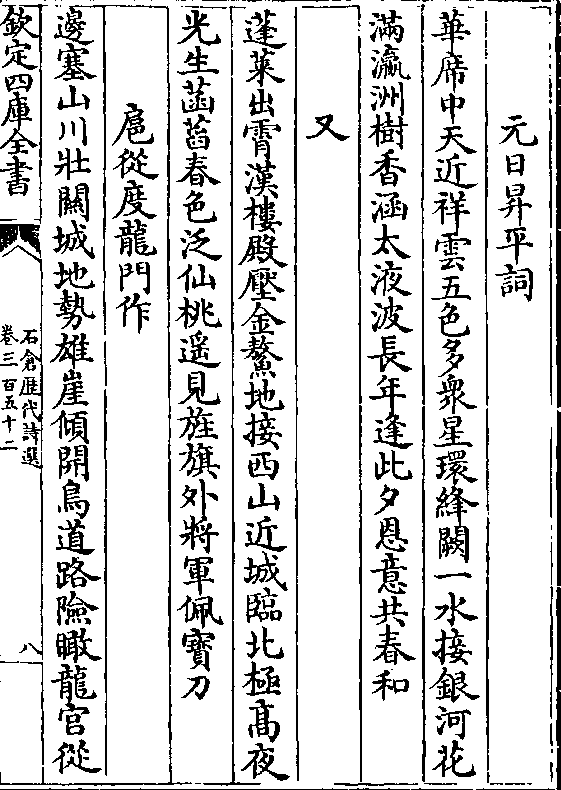 元日昇平詞
華席中天近祥雲五色多衆星環絳闕一水接銀河花
滿瀛洲樹香涵太液波長年逢此夕恩意共春和
又
蓬萊出霄漢樓殿壓金鰲地接西山近城臨北極髙夜
光生菡萏春色泛仙桃遥見旌旗外將軍佩寶刀
扈從度龍門作
邊塞山川壯關城地勢雄崖傾開鳥道路險瞰龍宫從
欽定四庫全書
石倉歴代詩選
卷三百五十二
八